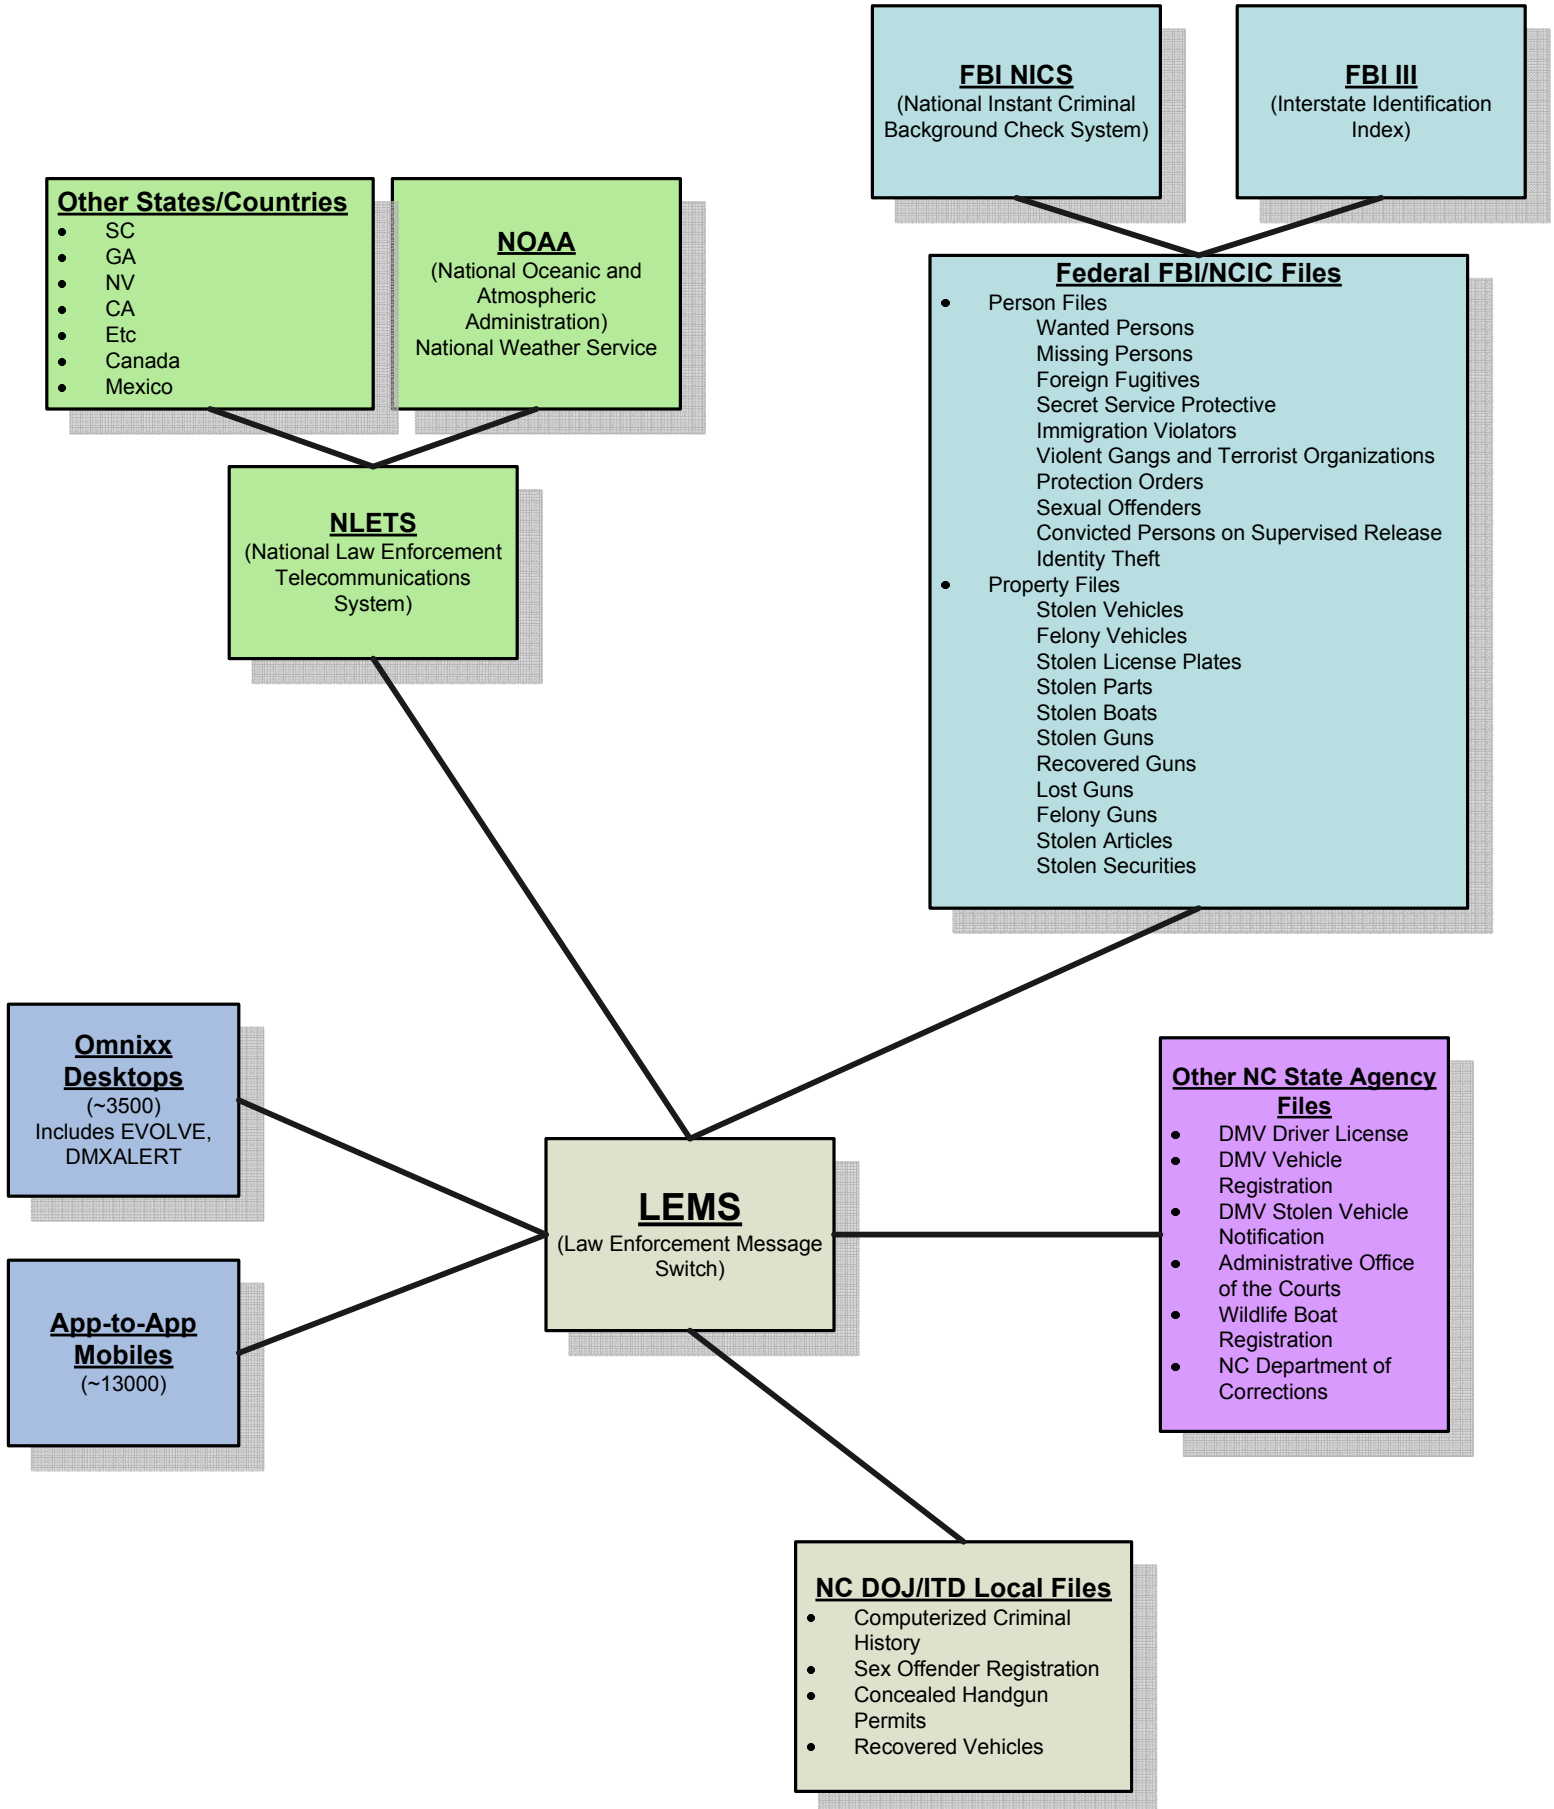 FBI NICS
(National Instant Criminal
Background Check System)
FBI III
(Interstate Identification
Index)
Other States/Countries
• SC
• GA
• NV
• CA
• Etc
• Canada
• Mexico
NOAA
(National Oceanic and
Atmospheric
Administration)
National Weather Service
Federal FBI/NCIC Files
• Person Files
Wanted Persons
Missing Persons
Foreign Fugitives
Secret Service Protective
Immigration Violators
Violent Gangs and Terrorist Organizations
Protection Orders
Sexual Offenders
Convicted Persons on Supervised Release
Identity Theft
• Property Files
Stolen Vehicles
Felony Vehicles
Stolen License Plates
Stolen Parts
Stolen Boats
Stolen Guns
Recovered Guns
Lost Guns
Felony Guns
Stolen Articles
Stolen Securities
NLETS
(National Law Enforcement
Telecommunications
System)
Omnixx
Desktops
(~3500)
Includes EVOLVE,
DMXALERT
App-to-App
Mobiles
(~13000)
LEMS
(Law Enforcement Message
Switch)
Other NC State Agency
Files
• DMV Driver License
• DMV Vehicle
Registration
• DMV Stolen Vehicle
Notification
• Administrative Office
of the Courts
• Wildlife Boat
Registration
• NC Department of
Corrections
NC DOJ/ITD Local Files
• Computerized Criminal
History
• Sex Offender Registration
• Concealed Handgun
Permits
• Recovered Vehicles